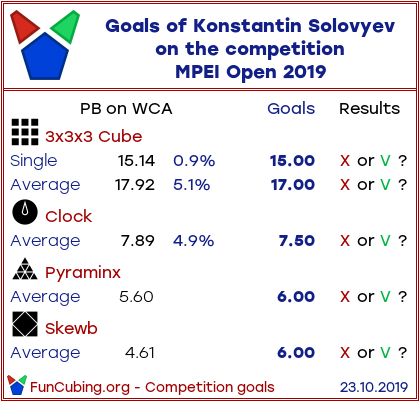 Goals of Konstantin Solovyev
on the competition
MPEI Open 2019
PB on WCA Goals Results
3x3x3 Cube
Single 15.14 0.9% 15.00 X or V ?
Average 17.92 5.1% 17.00 X or V ?
Clock
Average 7.89 4.9% 7.50 X or V ?
Pyraminx
Average 5.60 6.00 X or V ?
Skewb
Average 4.61 6.00 X or V ?
FunCubing.org - Competition goals 23.10.2019